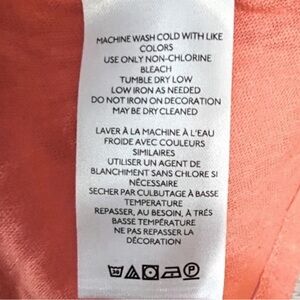 MACHINE WASH COLD WITH LIKE
COLORS
USE ONLY NON-CHLORINE
BLEACH
TUMBLE DRY LOW
LOW IRON AS NEEDED
DO NOT IRON ON DECORATION
MAY BE DRY CLEANED
LAVER À LA MACHINE À L'EAU
FROIDE AVEC COULEURS
SIMILAIRES
UTILISER UN AGENT DE
BLANCHIMENT SANS CHLORE SI
NÉCESSAIRE
SECHER PAR CULBUTAGE À BASSE
TEMPERATURE
REPASSER, AU BESOIN, À TRÉS
BASSE TEMPÉRATURE
NE PAS REPASSER LA
DÉCORATION
P